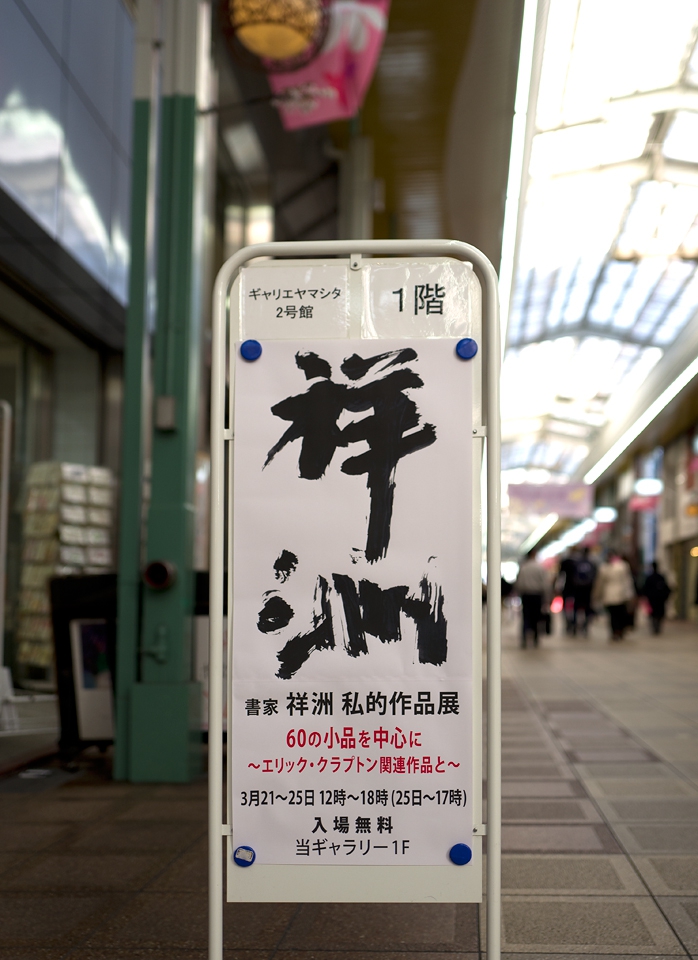 ギャリエヤマシタ
2号館
1階
祥
洲
書家 祥洲 私的作品展
60の小品を中心に
～エリック・クラプトン関連作品と～
3月21～25日 12時～18時(25日～17時)
入場無料
当ギャラリー1F